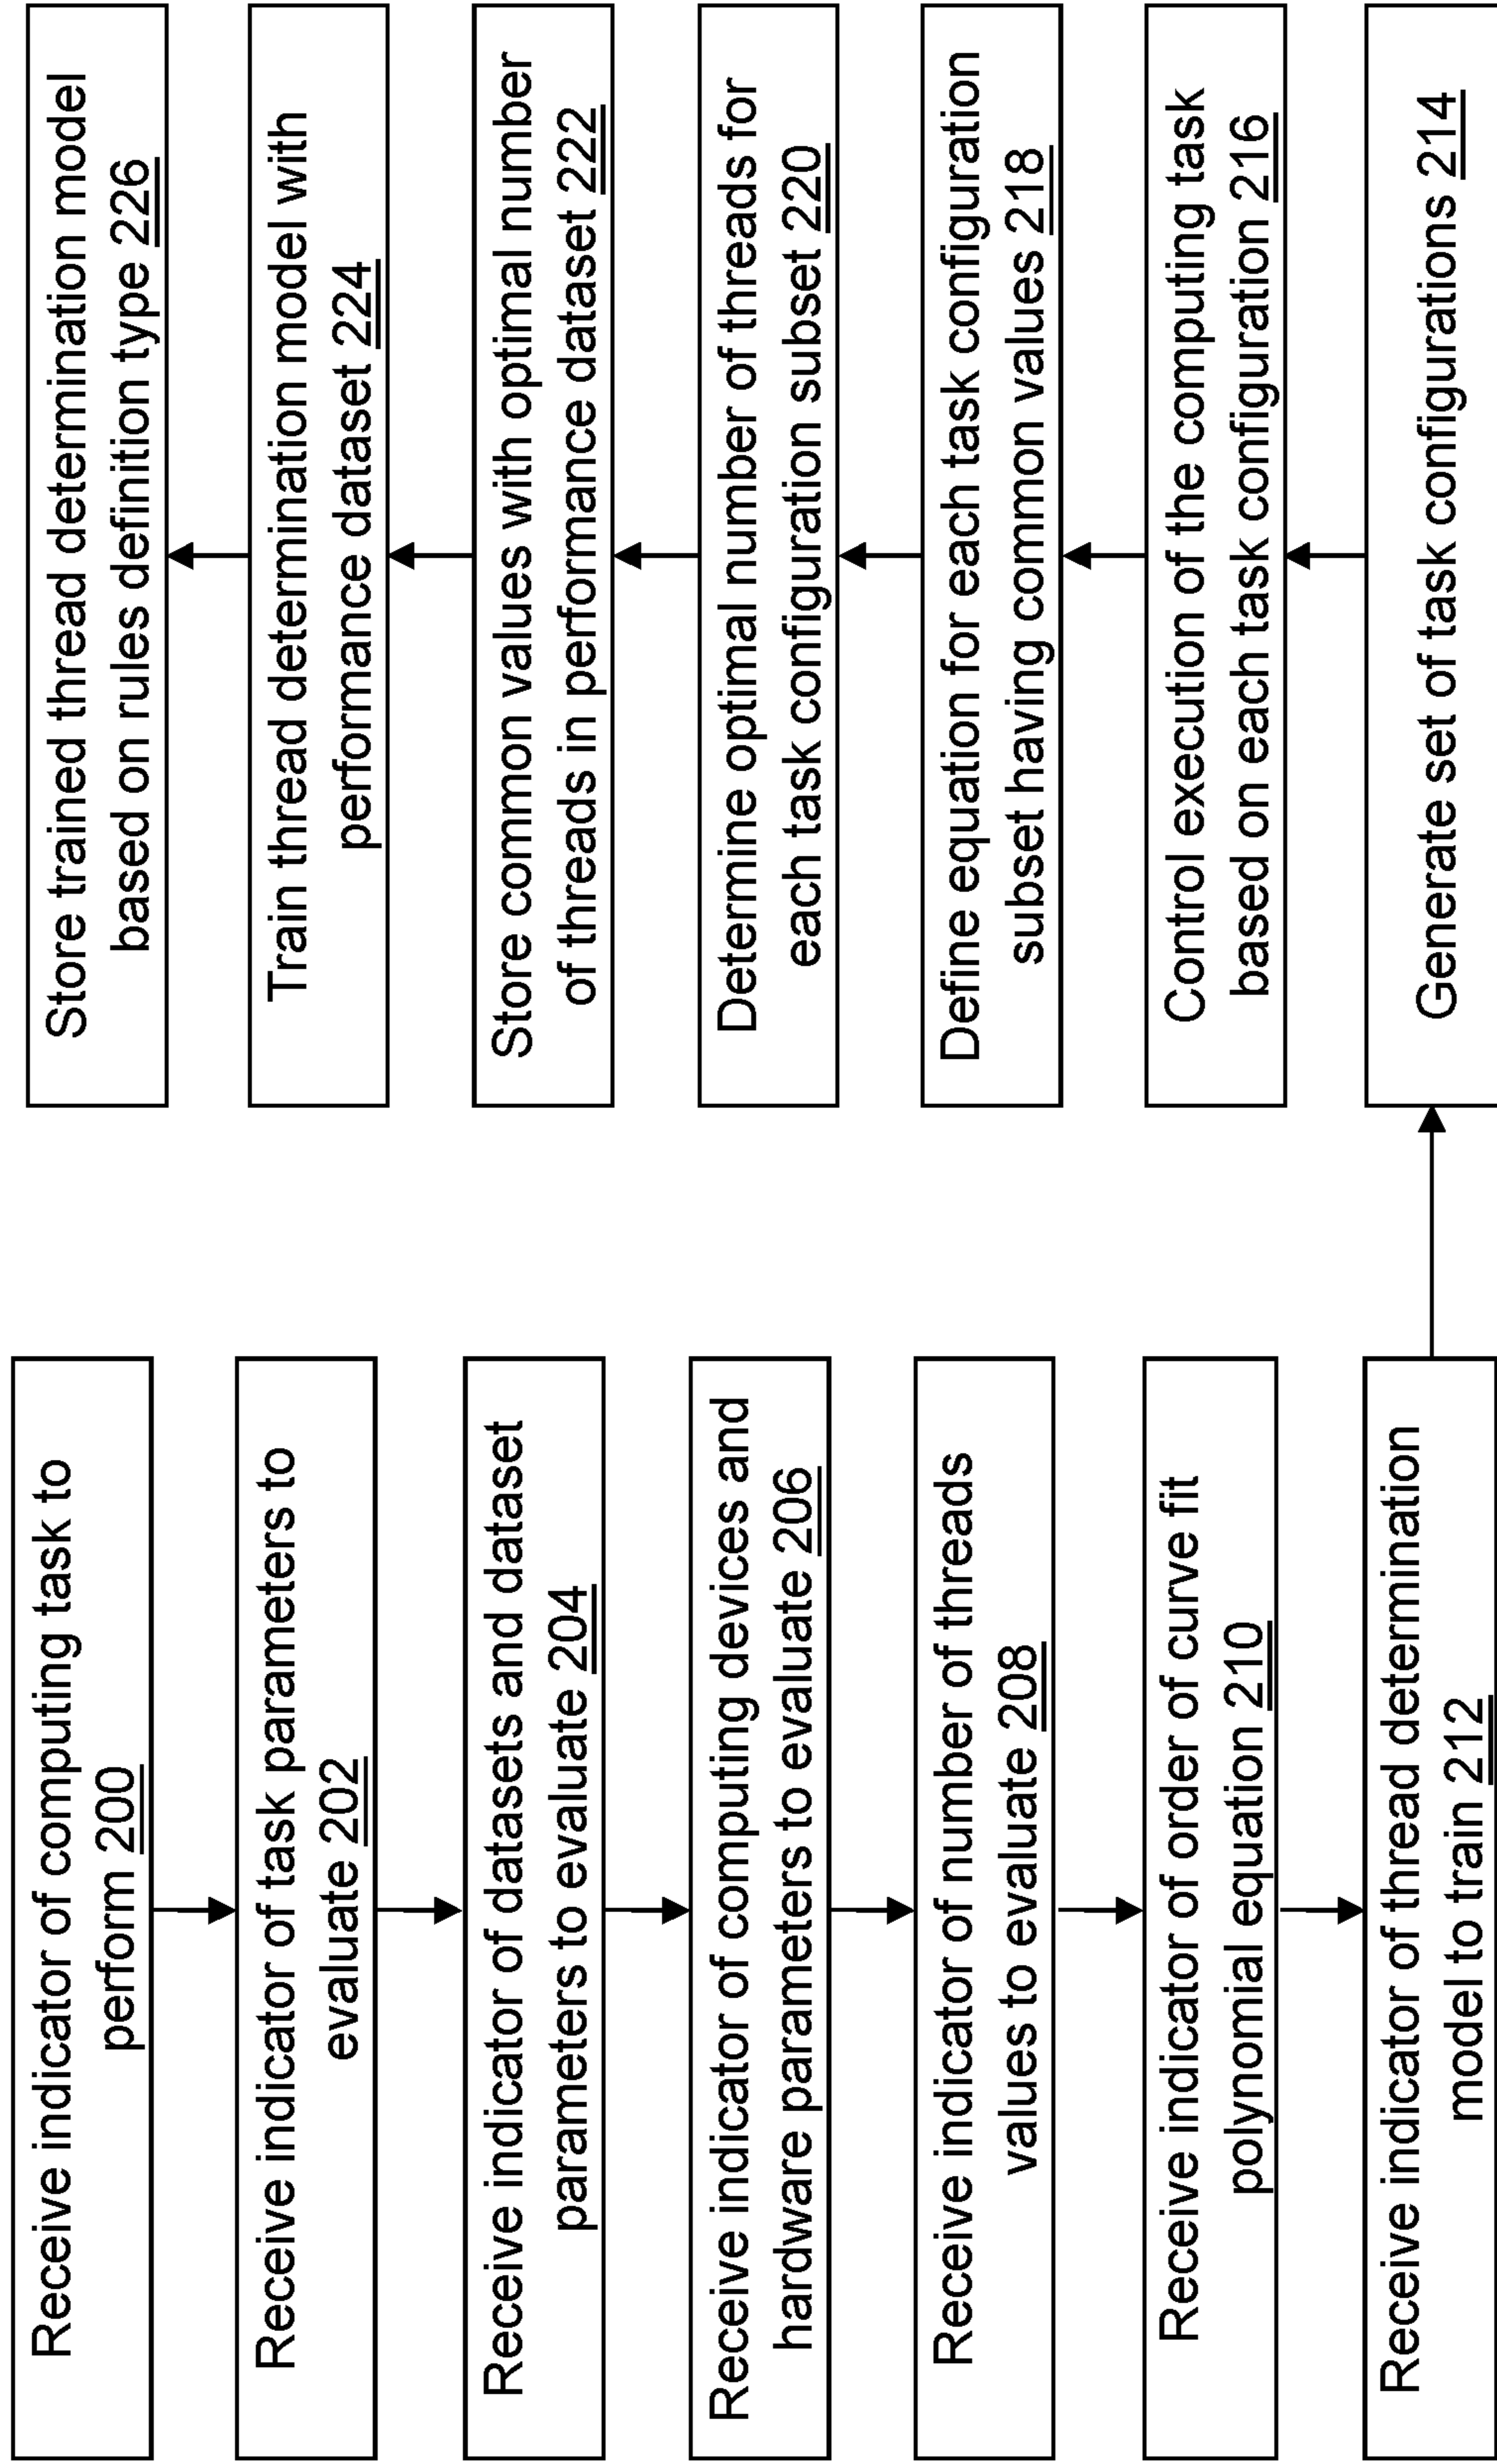 Receive indicator of computing task to
perform 200
Receive indicator of task parameters to
evaluate 202
Receive indicator of datasets and dataset
parameters to evaluate 204
Receive indicator of computing devices and
hardware parameters to evaluate 206
Receive indicator of number of threads
values to evaluate 208
Receive indicator of order of curve fit
polynomial equation 210
Receive indicator of thread determination
model to train 212
Generate set of task configurations 214
Control execution of the computing task
based on each task configuration 216
Define equation for each task configuration
subset having common values 218
Determine optimal number of threads for
each task configuration subset 220
Store common values with optimal number
of threads in performance dataset 222
Train thread determination model with
performance dataset 224
Store trained thread determination model
based on rules definition type 226